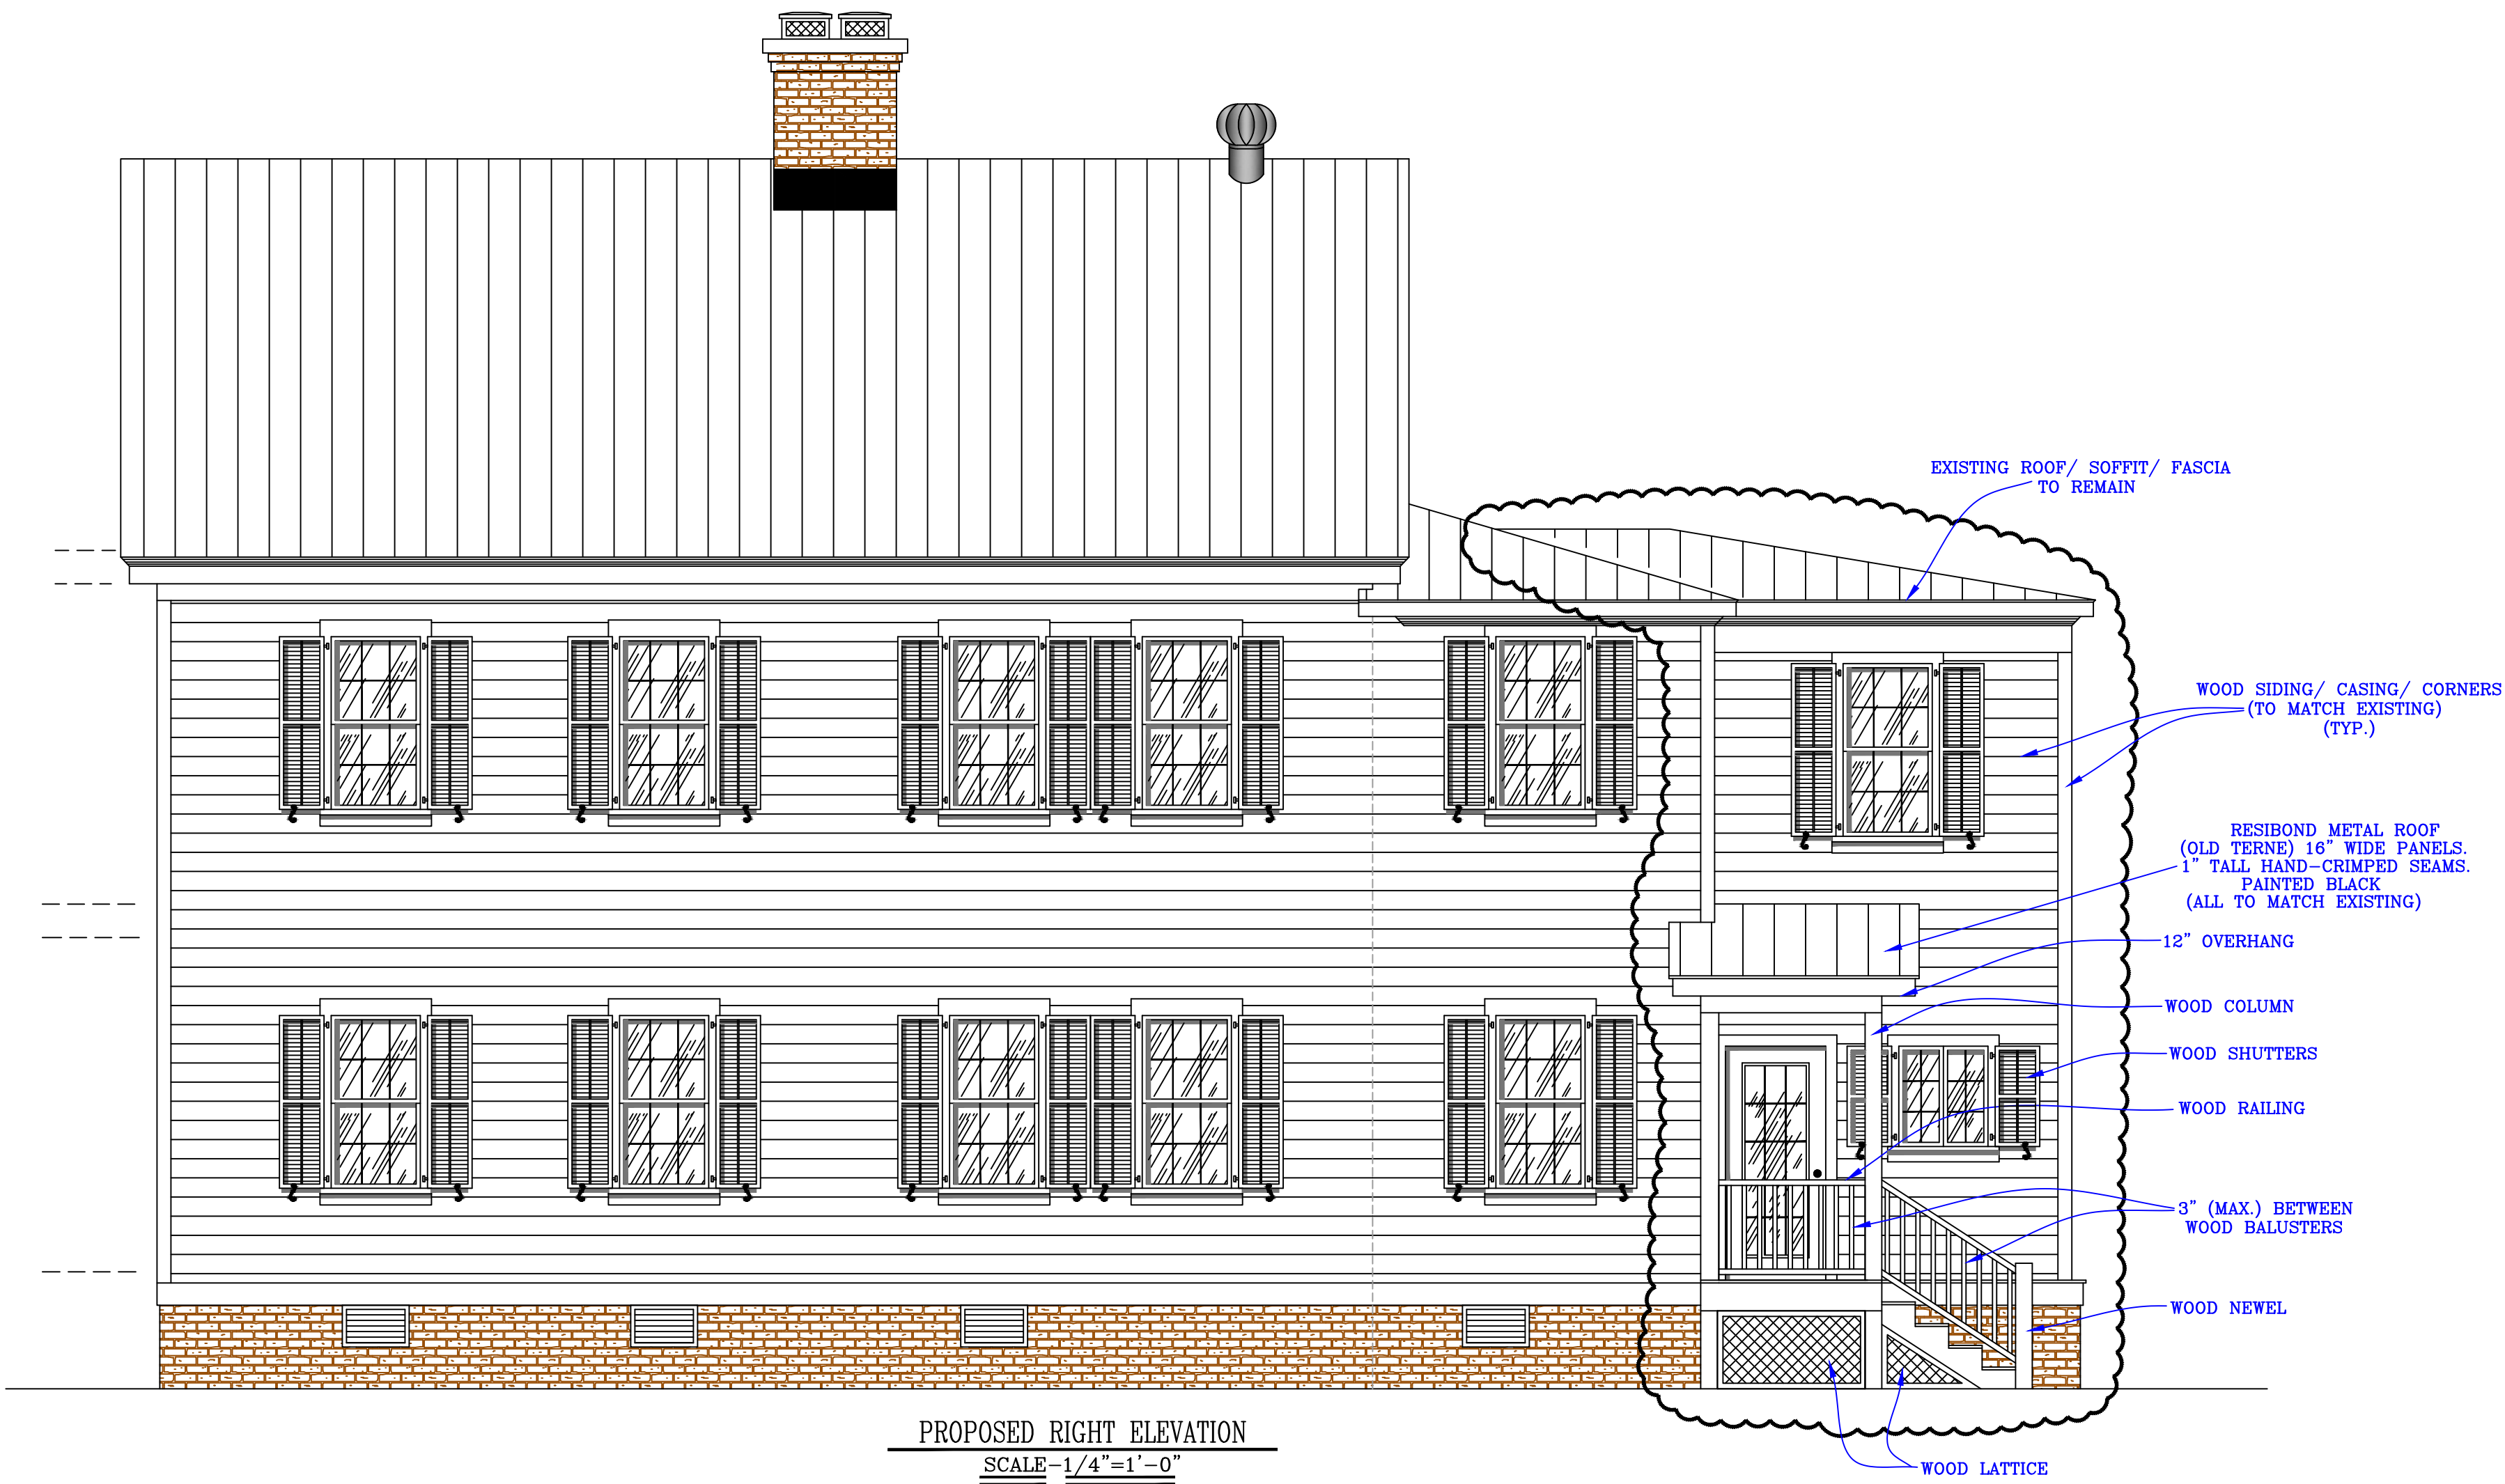 EXISTING ROOF/ SOFFIT/ FASCIA
TO REMAIN
WOOD SIDING/ CASING/ CORNERS
(TO MATCH EXISTING)
(TYP.)
RESIBOND METAL ROOF
(OLD TERNE) 16" WIDE PANELS.
1" TALL HAND-CRIMPED SEAMS.
PAINTED BLACK
(ALL TO MATCH EXISTING)
12" OVERHANG
WOOD COLUMN
WOOD SHUTTERS
WOOD RAILING
3" (MAX.) BETWEEN
WOOD BALUSTERS
WOOD NEWEL
WOOD LATTICE
PROPOSED RIGHT ELEVATION
SCALE-1/4"=1'-0"